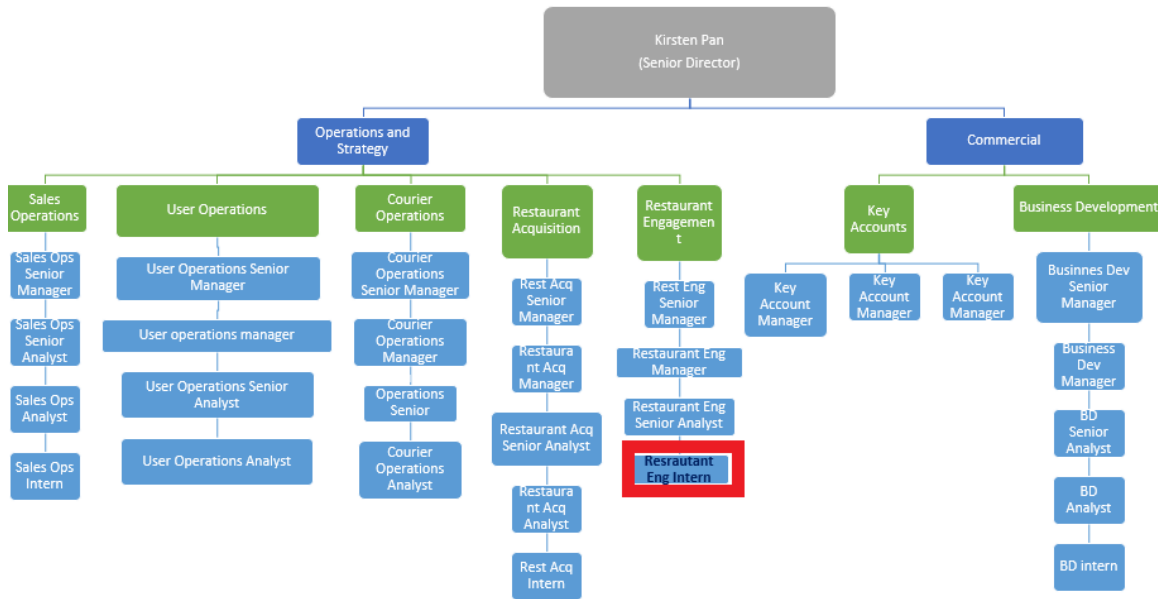 Kirsten Pan
(Senior Director)
Operations and
Strategy
Commercial
Sales
Operations
User Operations
Courier
Operations
Restaurant
Acquisition
Restaurant
Engagemen
t
Key
Accounts
Business Development
Sales Ops
Senior
Manager
User Operations Senior
Manager
Courier
Operations
Senior Manager
Rest Acq
Senior
Manager
Rest Eng
Senior
Manager
Key
Account
Manager
Key
Account
Manager
Key
Account
Manager
Businnes Dev
Senior
Manager
Sales Ops
Senior
Analyst
User operations manager
Courier
Operations
Manager
Restaura
nt Acq
Manager
Restaurant Eng
Manager
Business
Dev
Manager
Sales Ops
Analyst
User Operations Senior
Analyst
Operations
Senior
Restaurant Acq
Senior Analyst
Restaurant Eng
Senior Analyst
BD
Senior
Analyst
Sales Ops
Intern
User Operations Analyst
Courier
Operations
Analyst
Restaura
nt Acq
Analyst
Resrautant
Eng Intern
BD
Analyst
Rest Acq
Intern
BD intern